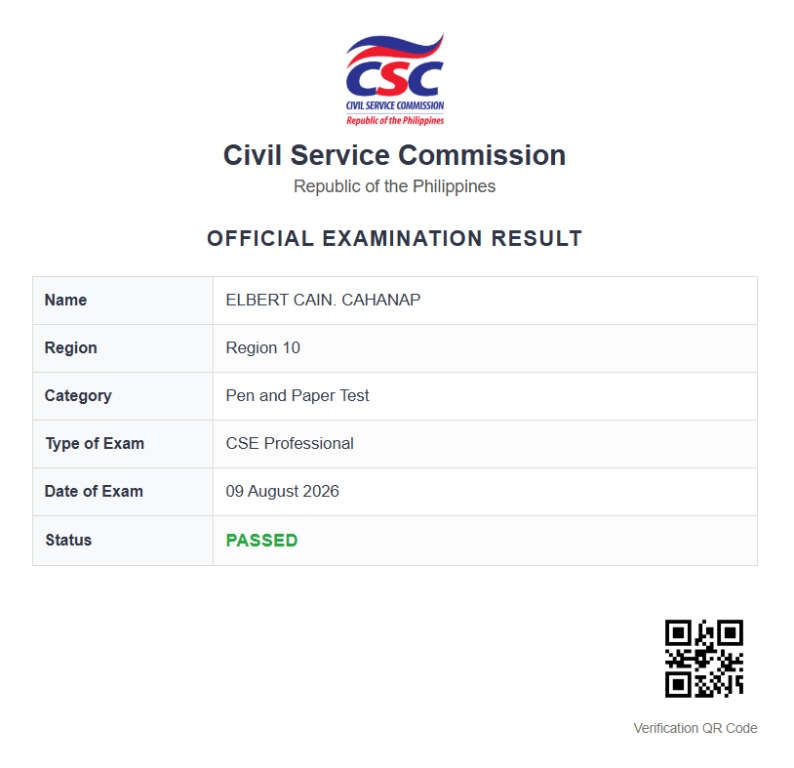 CSC
CIVIL SERVICE COMMISSION
Republic of the Philippines
Civil Service Commission
Republic of the Philippines
OFFICIAL EXAMINATION RESULT
Name ELBERT CAIN. CAHANAP
Region Region 10
Category Pen and Paper Test
Type of Exam CSE Professional
Date of Exam 09 August 2026
Status PASSED
Verification QR Code